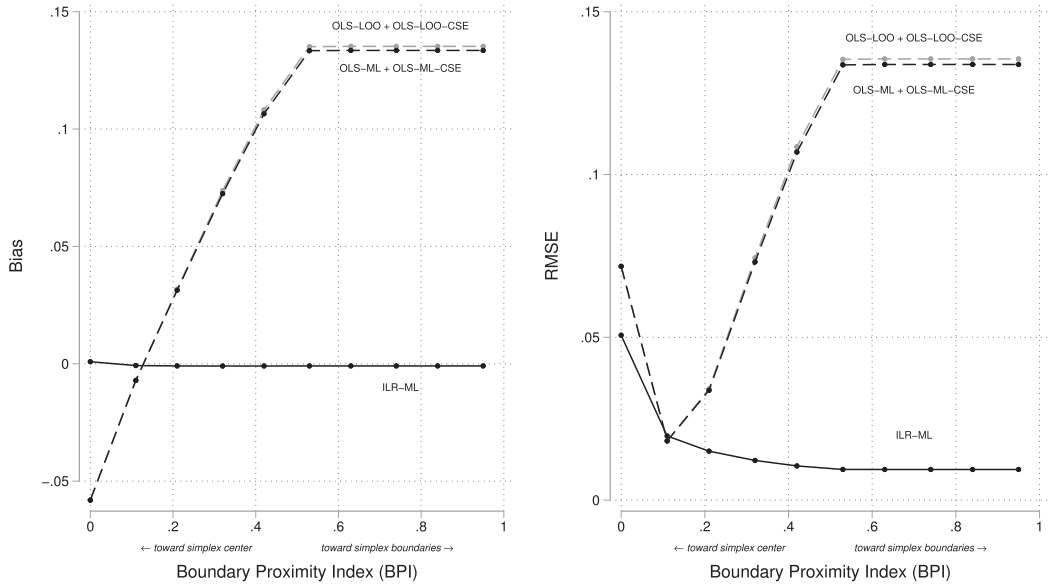 .15
.1
.05
0
−.05
Bias
OLS−LOO + OLS−LOO−CSE
OLS−ML + OLS−ML−CSE
ILR−ML
0 .2 .4 .6 .8 1
← toward simplex center toward simplex boundaries →
Boundary Proximity Index (BPI)
.15
.1
.05
0
RMSE
OLS−LOO + OLS−LOO−CSE
OLS−ML + OLS−ML−CSE
ILR−ML
0 .2 .4 .6 .8 1
← toward simplex center toward simplex boundaries →
Boundary Proximity Index (BPI)